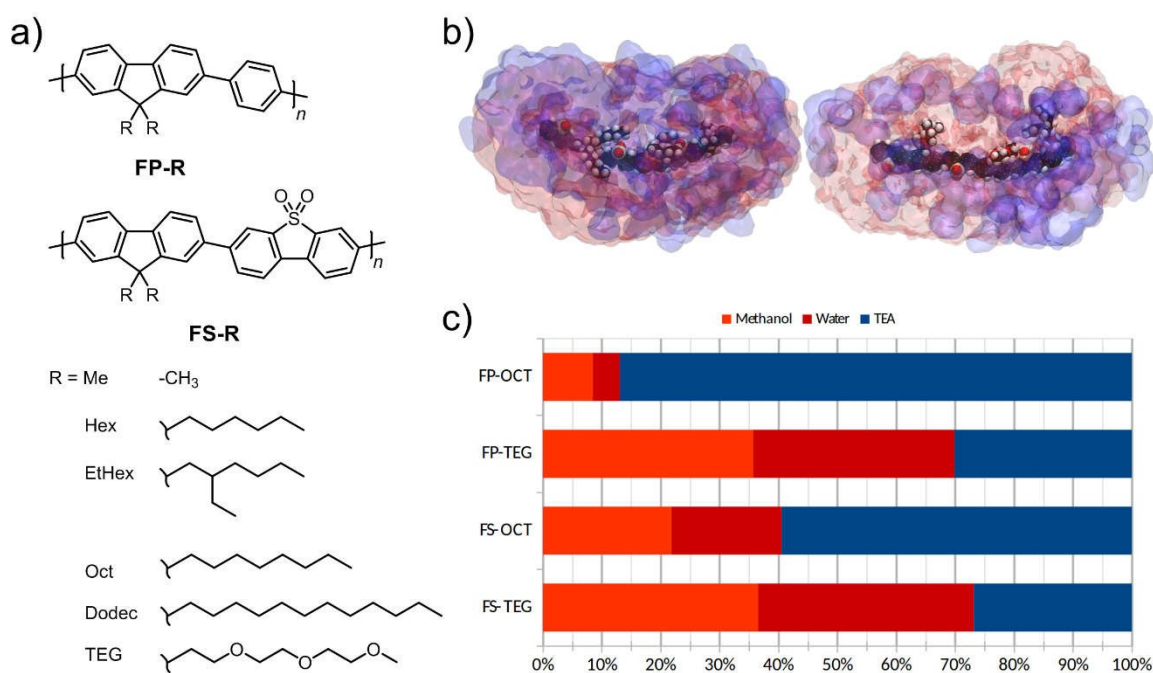 a)
R R
n
FP-R
O O
S
R R
n
FS-R
R = Me -CH₃
Hex
EtHex
Oct
Dodec
TEG O O O
b)
c)
Methanol Water TEA
FP-OCT
FP-TEG
FS-OCT
FS-TEG
0% 10% 20% 30% 40% 50% 60% 70% 80% 90% 100%